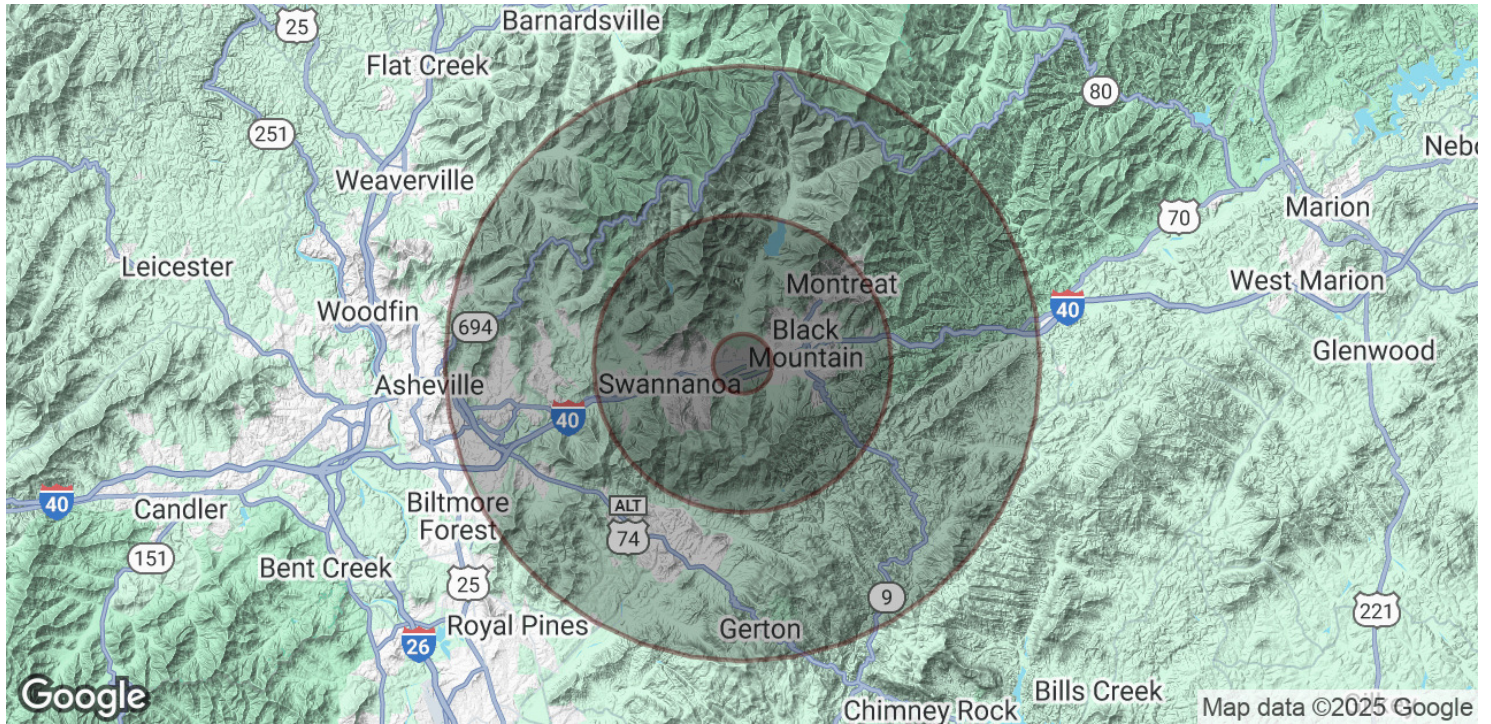 25
Barnardsville
Flat Creek
80
251
Nebo
Weaverville
Marion
70
Leicester
Montreat
West Marion
Woodfin
694
40
Black
Mountain
Glenwood
Asheville
Swannanoa
40
40
Candler
Biltmore
Forest
ALT
74
151
Bent Creek
25
9
221
Royal Pines
Gerton
26
Bills Creek
Google
Chimney Rock
Map data ©2025 Google